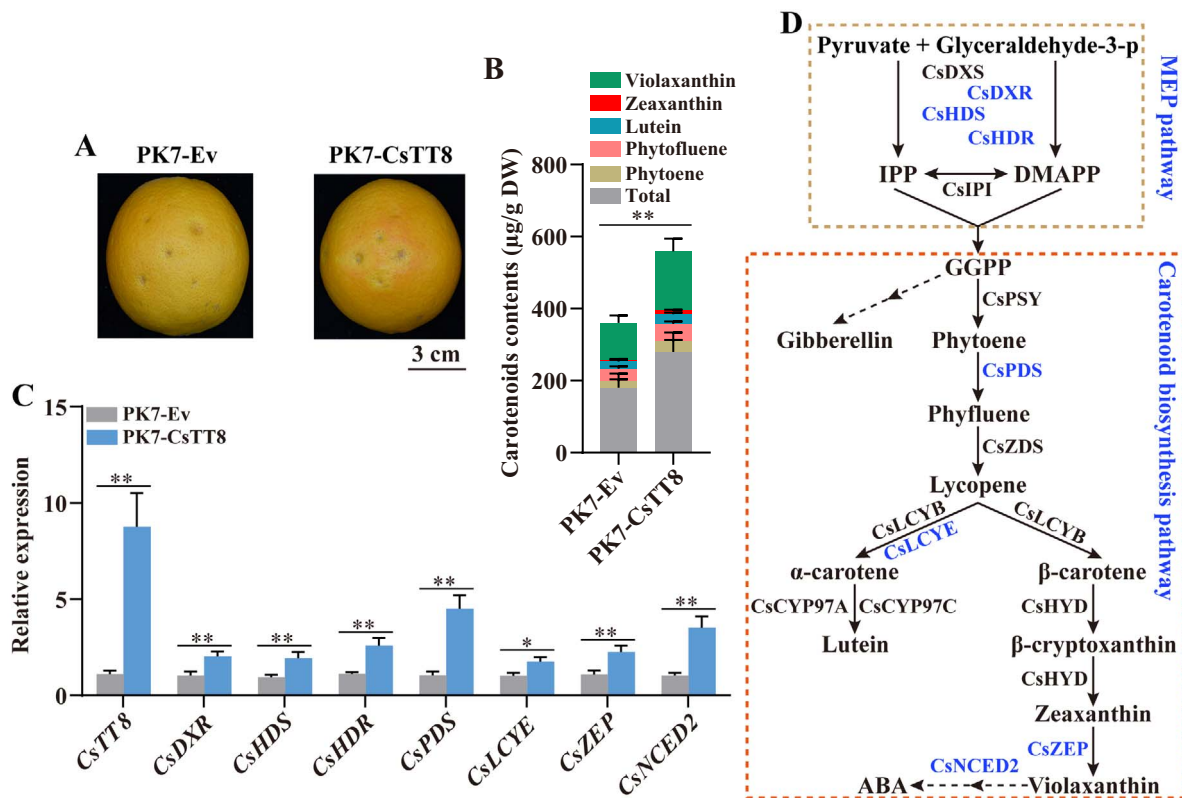 A
PK7-Ev
PK7-CsTT8
3 cm
B
Violaxanthin
Zeaxanthin
Lutein
Phytofluene
Phytoene
Total
Carotenoids contents (μg/g DW)
800
600
400
200
0
**
PK7-Ev
PK7-CsTT8
C
PK7-Ev
PK7-CsTT8
Relative expression
15
10
5
0
**
**
**
**
**
*
**
**
CsTT8
CsDXR
CsHDS
CsHDR
CsPDS
CsLCYE
CsZEP
CsNCED2
D
Pyruvate + Glyceraldehyde-3-p
CsDXS
CsDXR
CsHDS
CsHDR
IPP
DMAPP
CsIPI
MEP pathway
GGPP
CsPSY
Gibberellin
Phytoene
CsPDS
Phyfluene
CsZDS
Lycopene
CsLCYB
CsLCYE
CsLCYB
α-carotene
β-carotene
CsCYP97A
CsCYP97C
CsHYD
Lutein
β-cryptoxanthin
CsHYD
Zeaxanthin
CsZEP
CsNCED2
ABA
Violaxanthin
Carotenoid biosynthesis pathway